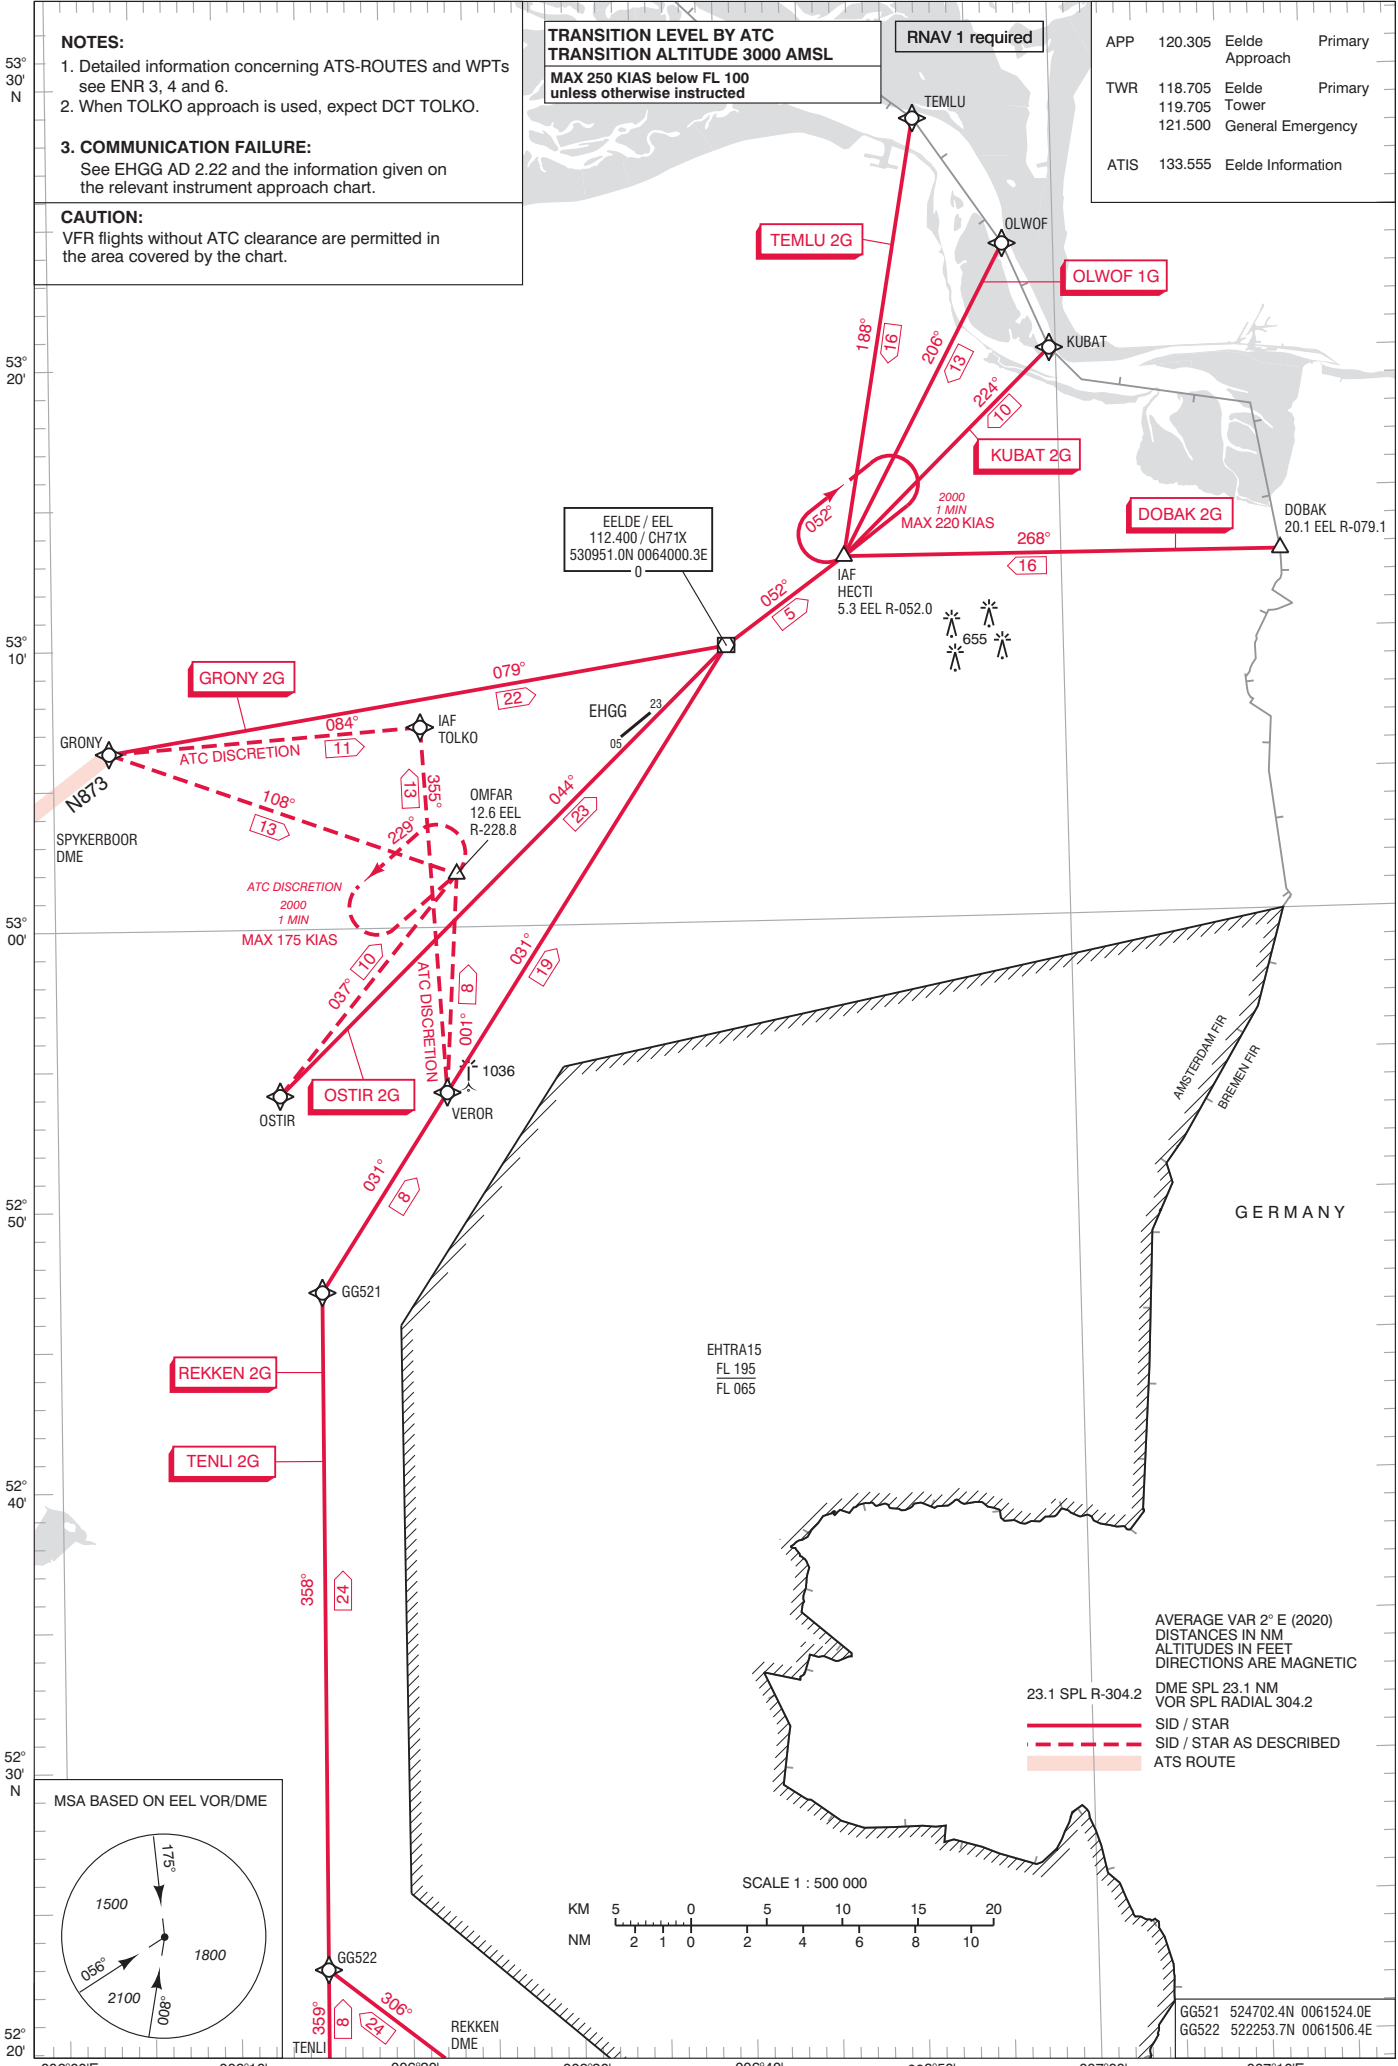 NOTES:
1. Detailed information concerning ATS-ROUTES and WPTs
see ENR 3, 4 and 6.
2. When TOLKO approach is used, expect DCT TOLKO.
3. COMMUNICATION FAILURE:
See EHGG AD 2.22 and the information given on
the relevant instrument approach chart.
CAUTION:
VFR flights without ATC clearance are permitted in
the area covered by the chart.
TRANSITION LEVEL BY ATC
TRANSITION ALTITUDE 3000 AMSL
MAX 250 KIAS below FL 100
unless otherwise instructed
RNAV 1 required
APP 120.305 Eelde Primary
Approach
TWR 118.705 Eelde Primary
119.705 Tower
121.500 General Emergency
ATIS 133.555 Eelde Information
53°
30'
N
53°
20'
53°
10'
53°
00'
52°
50'
52°
40'
52°
30'
N
52°
20'
TEMLU
OLWOF
KUBAT
TEMLU 2G
OLWOF 1G
KUBAT 2G
DOBAK 2G
188°
16
206°
13
224°
10
052°
2000
1 MIN
MAX 220 KIAS
268°
16
DOBAK
20.1 EEL R-079.1
EELDE / EEL
112.400 / CH71X
530951.0N 0064000.3E
0
IAF
HECTI
5.3 EEL R-052.0
052°
5
655
GRONY 2G
079°
22
EHGG
23
05
GRONY
084°
11
ATC DISCRETION
IAF
TOLKO
N873
108°
13
SPYKERBOOR
DME
13
355°
OMFAR
12.6 EEL
R-228.8
229°
044°
23
ATC DISCRETION
2000
1 MIN
MAX 175 KIAS
10
037°
ATC DISCRETION
8
001°
031°
19
OSTIR 2G
OSTIR
1036
VEROR
031°
8
AMSTERDAM FIR
BREMEN FIR
GERMANY
GG521
REKKEN 2G
TENLI 2G
EHTRA15
FL 195
FL 065
358°
24
AVERAGE VAR 2° E (2020)
DISTANCES IN NM
ALTITUDES IN FEET
DIRECTIONS ARE MAGNETIC
23.1 SPL R-304.2 DME SPL 23.1 NM
VOR SPL RADIAL 304.2
SID / STAR
SID / STAR AS DESCRIBED
ATS ROUTE
MSA BASED ON EEL VOR/DME
175°
1500
1800
056°
2100
008°
SCALE 1 : 500 000
KM 5 0 5 10 15 20
NM 2 1 0 2 4 6 8 10
GG522
306°
24
359°
8
TENLI
REKKEN
DME
GG521 524702.4N 0061524.0E
GG522 522253.7N 0061506.4E